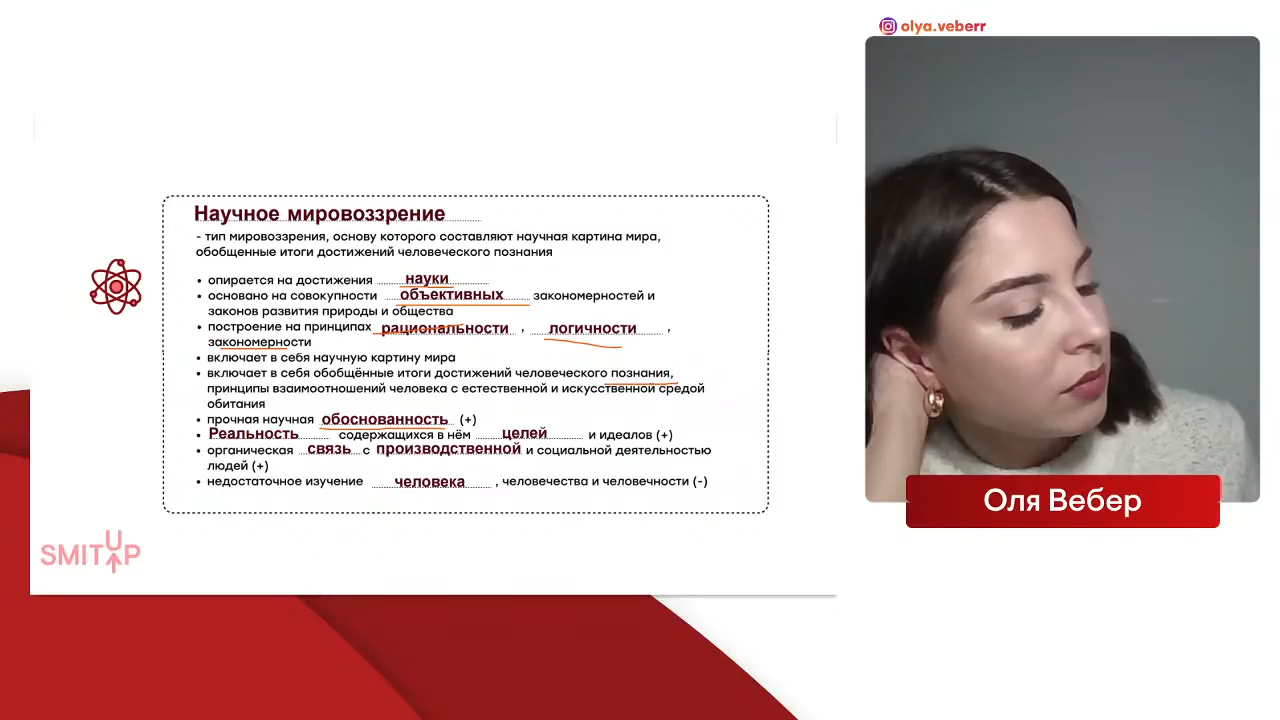 olya.veberr
Научное мировоззрение
- тип мировоззрения, основу которого составляют научная картина мира,
обобщенные итоги достижений человеческого познания
• опирается на достижения науки
• основано на совокупности объективных закономерностей и
законов развития природы и общества
• построение на принципах рациональности , логичности ,
закономерности
• включает в себя научную картину мира
• включает в себя обобщённые итоги достижений человеческого познания,
принципы взаимоотношений человека с естественной и искусственной средой
обитания
• прочная научная обоснованность (+)
• Реальность содержащихся в нём целей и идеалов (+)
• органическая связь с производственной и социальной деятельностью
людей (+)
• недостаточное изучение человека , человечества и человечности (-)
Оля Вебер
SMITUP